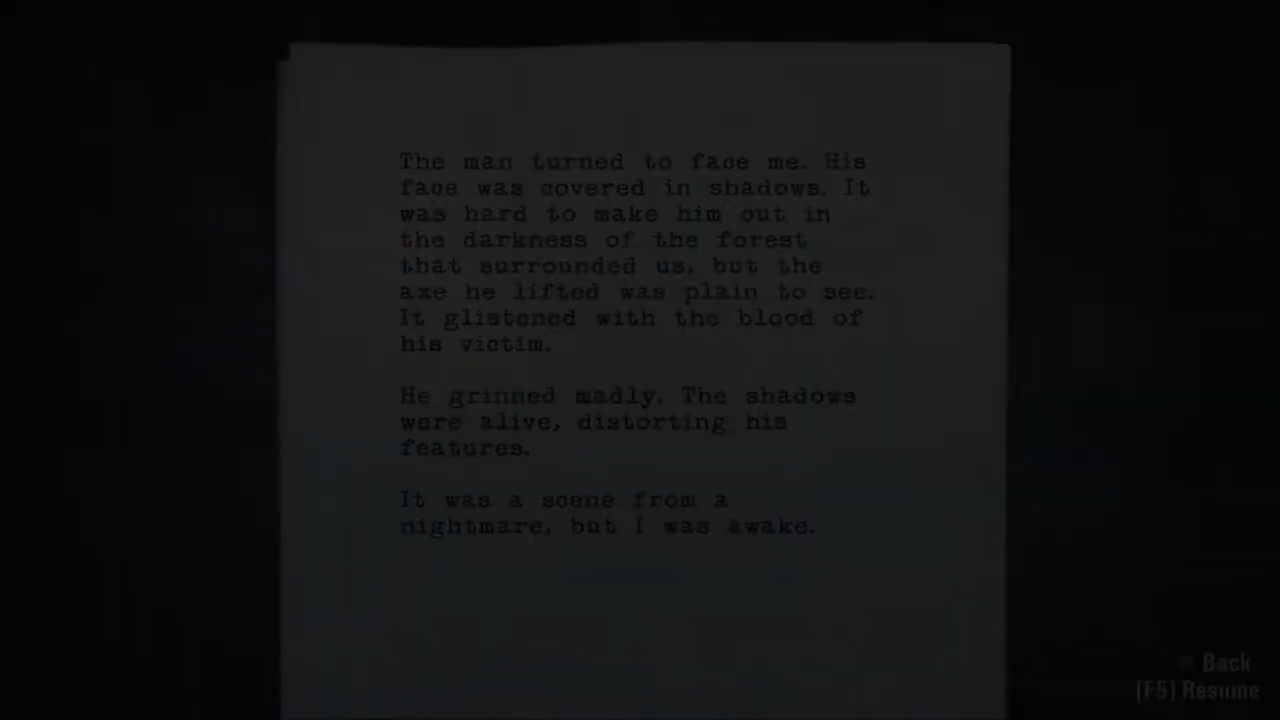 The man turned to face me. His
face was covered in shadows. It
was hard to make him out in
the darkness of the forest
that surrounded us, but the
axe he lifted was plain to see.
It glistened with the blood of
his victim.
He grinned madly. The shadows
were alive, distorting his
features.
It was a scene from a
nightmare, but I was awake.
Back
(F5) Resume